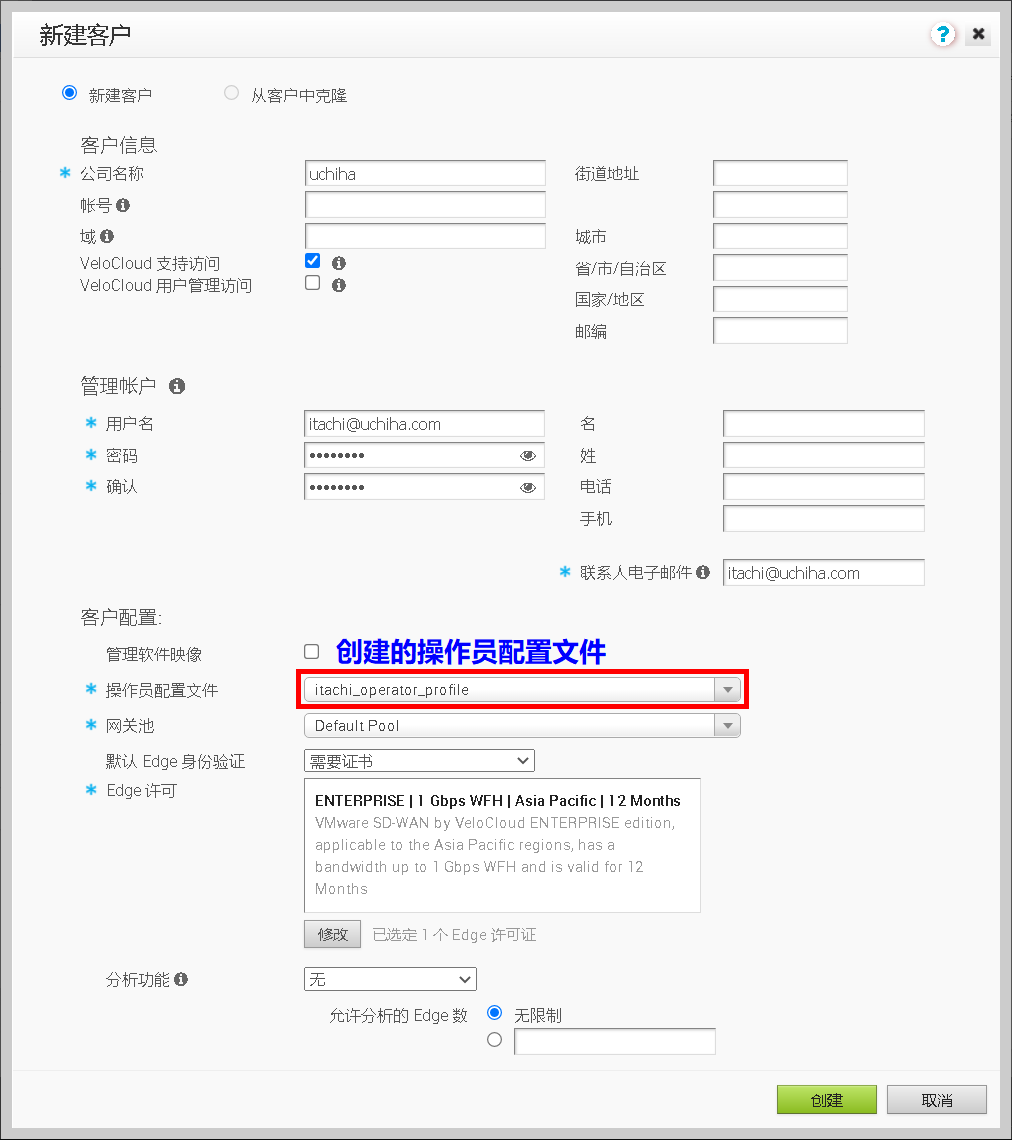 新建客户
?
新建客户
从客户中克隆
客户信息
* 公司名称 uchiha 街道地址
帐号
域 城市
VeloCloud 支持访问 省/市/自治区
VeloCloud 用户管理访问 国家/地区
邮编
管理帐户
* 用户名 itachi@uchiha.com 名
* 密码 •••••••• 姓
* 确认 •••••••• 电话
手机
* 联系人电子邮件 itachi@uchiha.com
客户配置:
管理软件映像 创建的操作员配置文件
* 操作员配置文件 itachi_operator_profile
* 网关池 Default Pool
默认 Edge 身份验证 需要证书
* Edge 许可 ENTERPRISE | 1 Gbps WFH | Asia Pacific | 12 Months
VMware SD-WAN by VeloCloud ENTERPRISE edition,
applicable to the Asia Pacific regions, has a
bandwidth up to 1 Gbps WFH and is valid for 12
Months
修改 已选定 1 个 Edge 许可证
分析功能 无
允许分析的 Edge 数 无限制
创建 取消